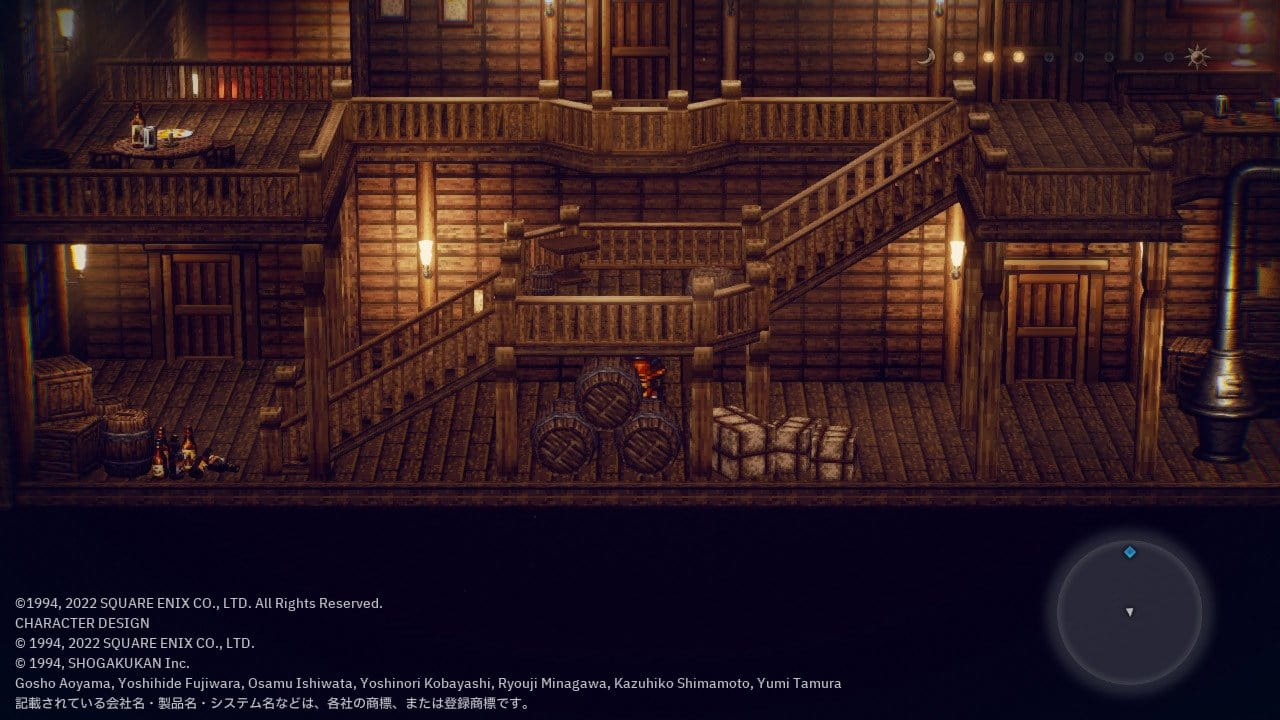 ©1994, 2022 SQUARE ENIX CO., LTD. All Rights Reserved.
CHARACTER DESIGN
© 1994, 2022 SQUARE ENIX CO., LTD.
© 1994, SHOGAKUKAN Inc.
Gosho Aoyama, Yoshihide Fujiwara, Osamu Ishiwata, Yoshinori Kobayashi, Ryouji Minagawa, Kazuhiko Shimamoto, Yumi Tamura
記載されている会社名・製品名・システム名などは、各社の商標、または登録商標です。